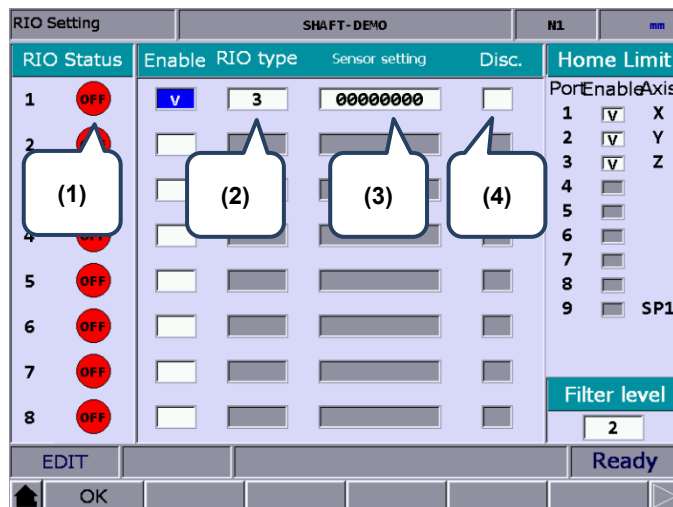 RIO Setting SHAFT-DEMO N1 mm
RIO Status Enable RIO type Sensor setting Disc. Home Limit
Port Enable Axis
1 OFF V 3 00000000
1 V X
2 V Y
2
3 V Z
(1) (2) (3) (4)
4
5
4
6
7
5 OFF
8
9 SP1
6 OFF
7 OFF
Filter level
8 OFF
2
EDIT Ready
OK